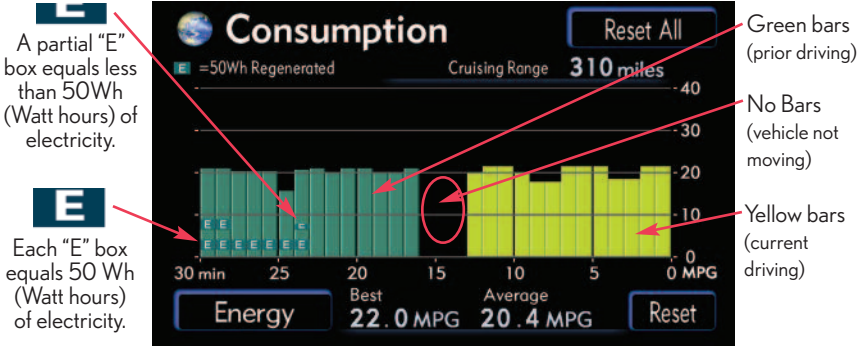 E
A partial “E”
box equals less
than 50Wh
(Watt hours) of
electricity.
E
Each “E” box
equals 50 Wh
(Watt hours)
of electricity.
Consumption
Reset All
E =50Wh Regenerated
Cruising Range 310 miles
40
30
20
10
0
E E E
E E E E E E E
30 min 25 20 15 10 5 0 MPG
Energy
Best
22.0 MPG
Average
20.4 MPG
Reset
Green bars
(prior driving)
No Bars
(vehicle not
moving)
Yellow bars
(current
driving)